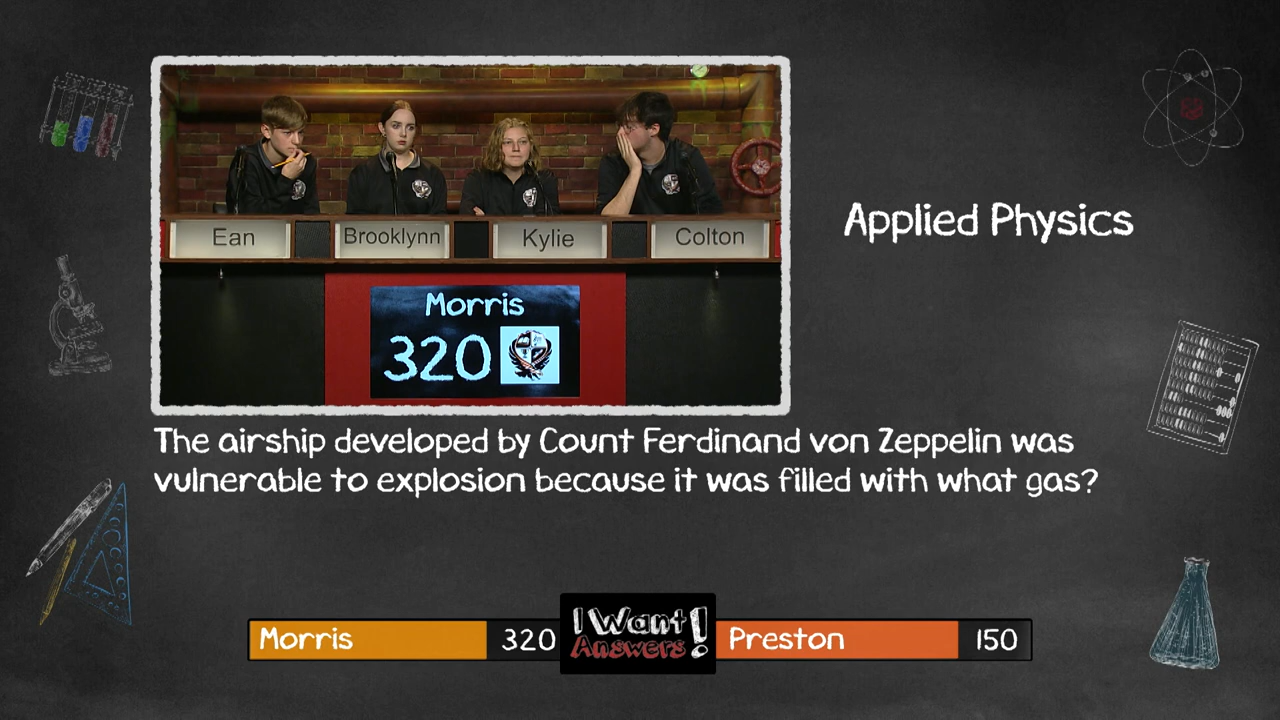 Applied Physics
Ean
Brooklynn
Kylie
Colton
Morris
320
The airship developed by Count Ferdinand von Zeppelin was
vulnerable to explosion because it was filled with what gas?
Morris 320 I Want Answers! Preston 150